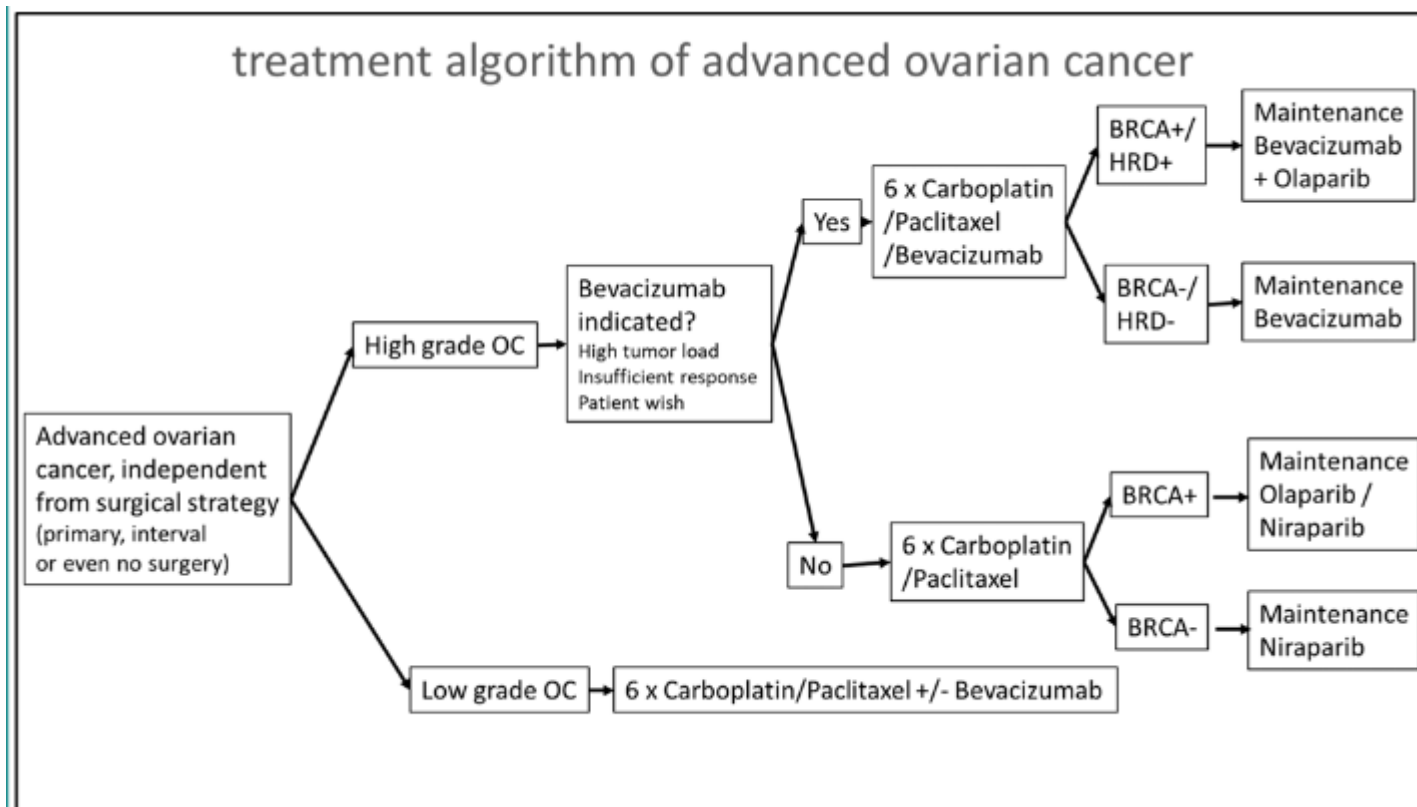 treatment algorithm of advanced ovarian cancer
Advanced ovarian
cancer, independent
from surgical strategy
(primary, interval
or even no surgery)
High grade OC
Bevacizumab
indicated?
High tumor load
Insufficient response
Patient wish
Yes
6 x Carboplatin
/Paclitaxel
/Bevacizumab
BRCA+/
HRD+
Maintenance
Bevacizumab
+ Olaparib
BRCA-/
HRD-
Maintenance
Bevacizumab
No
6 x Carboplatin
/Paclitaxel
BRCA+
Maintenance
Olaparib /
Niraparib
BRCA-
Maintenance
Niraparib
Low grade OC
6 x Carboplatin/Paclitaxel +/- Bevacizumab